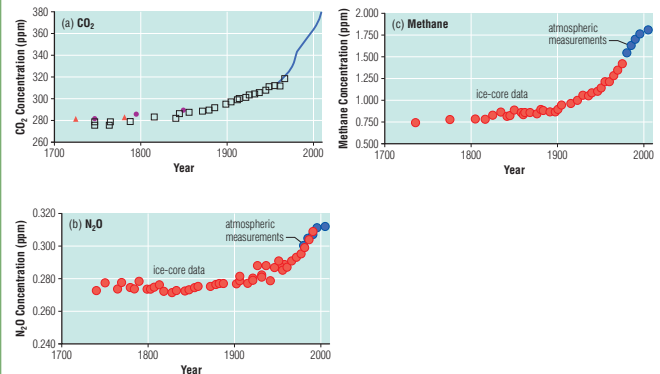 (a) CO₂
CO₂ Concentration (ppm)
380
360
340
320
300
280
260
1700 1800 1900 2000
Year
(c) Methane
Methane Concentration (ppm)
2.000
1.750
1.500
1.250
1.000
0.750
0.500
atmospheric
measurements
ice-core data
1700 1800 1900 2000
Year
(b) N₂O
N₂O Concentration (ppm)
0.320
0.300
0.280
0.260
0.240
atmospheric
measurements
ice-core data
1700 1800 1900 2000
Year